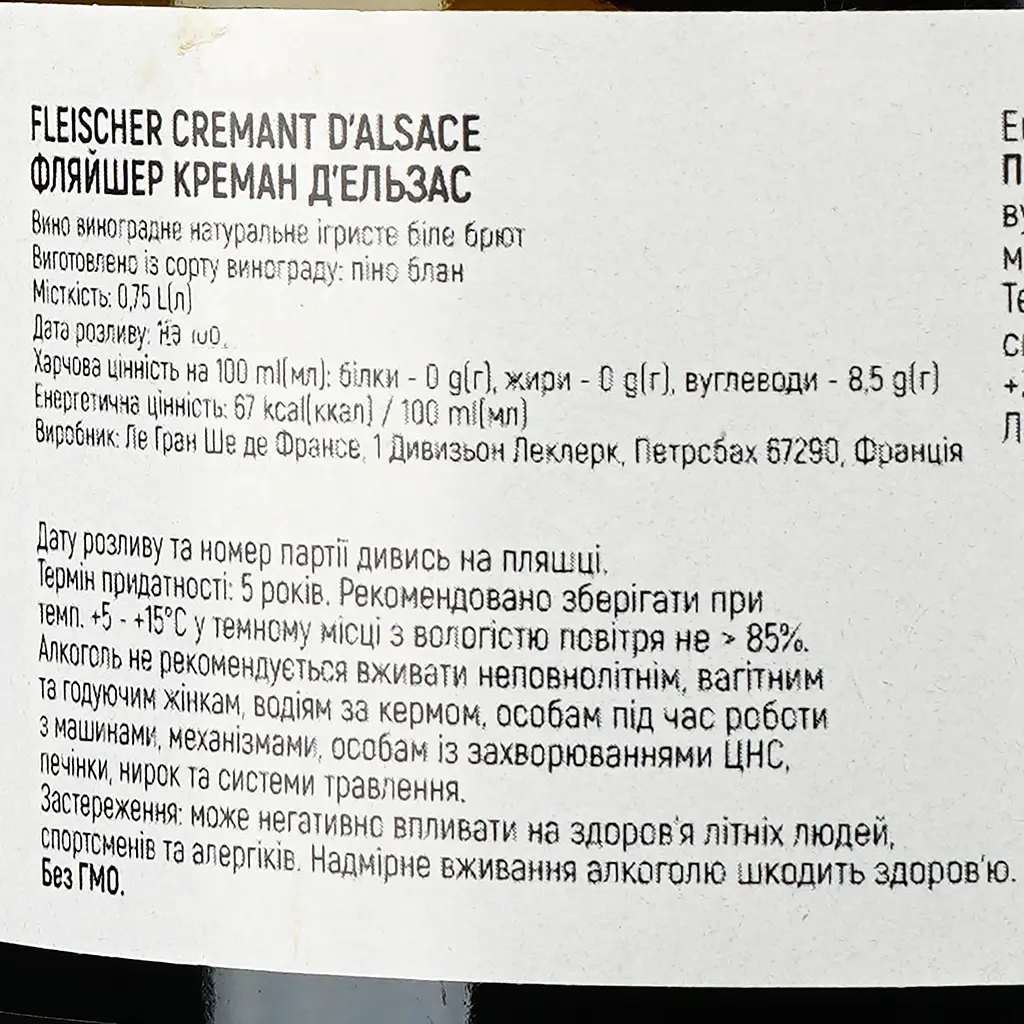 FLEISCHER CREMANT D'ALSACE
ФЛЯЙШЕР КРЕМАН Д'ЕЛЬЗАС
Вино виноградне натуральне ігристе біле брют
Виготовлено із сорту винограду: піно блан
Місткість: 0,75 L(л)
Дата розливу:
Харчова цінність на 100 ml(мл): білки - 0 g(г), жири - 0 g(г), вуглеводи - 8,5 g(г)
Енергетична цінність: 67 kcal(ккал) / 100 ml(мл)
Виробник: Ле Гран Ше де Франсе, 1 Дивизьон Леклерк, Петрсбах 67290, Франція
Дату розливу та номер партії дивись на пляшці.
Термін придатності: 5 років. Рекомендовано зберігати при
темп. +5 - +15°С у темному місці з вологістю повітря не > 85%.
Алкоголь не рекомендується вживати неповнолітнім, вагітним
та годуючим жінкам, водіям за кермом, особам під час роботи
з машинами, механізмами, особам із захворюваннями ЦНС,
печінки, нирок та системи травлення.
Застереження: може негативно впливати на здоров'я літніх людей,
спортсменів та алергіків. Надмірне вживання алкоголю шкодить здоров'ю.
Без ГМО.